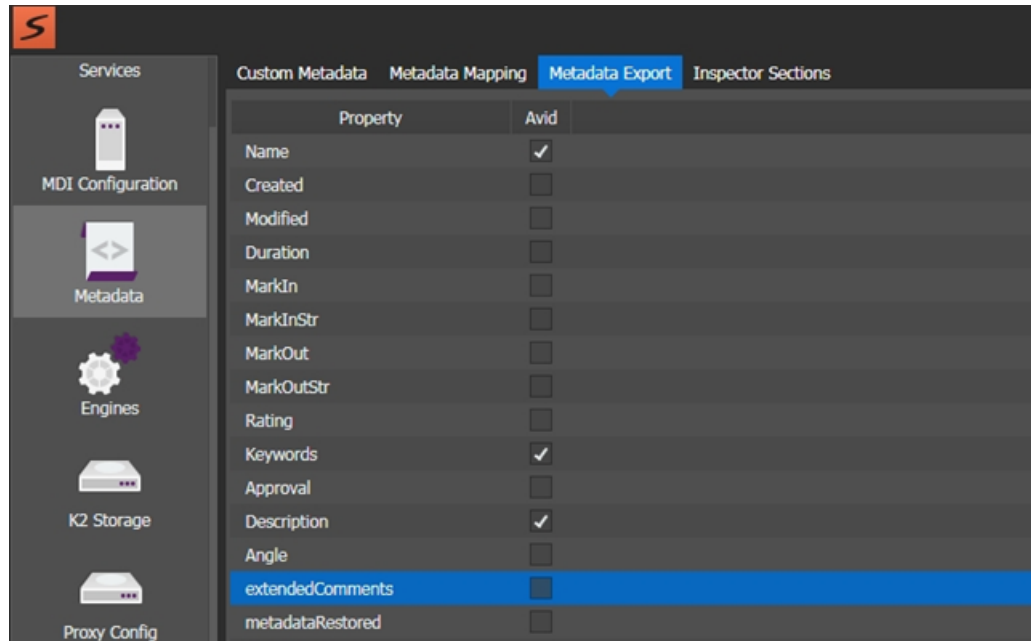 S
Services
MDI Configuration
Metadata
Engines
K2 Storage
Proxy Config
Custom Metadata Metadata Mapping Metadata Export Inspector Sections
Property Avid
Name
Created
Modified
Duration
MarkIn
MarkInStr
MarkOut
MarkOutStr
Rating
Keywords
Approval
Description
Angle
extendedComments
metadataRestored